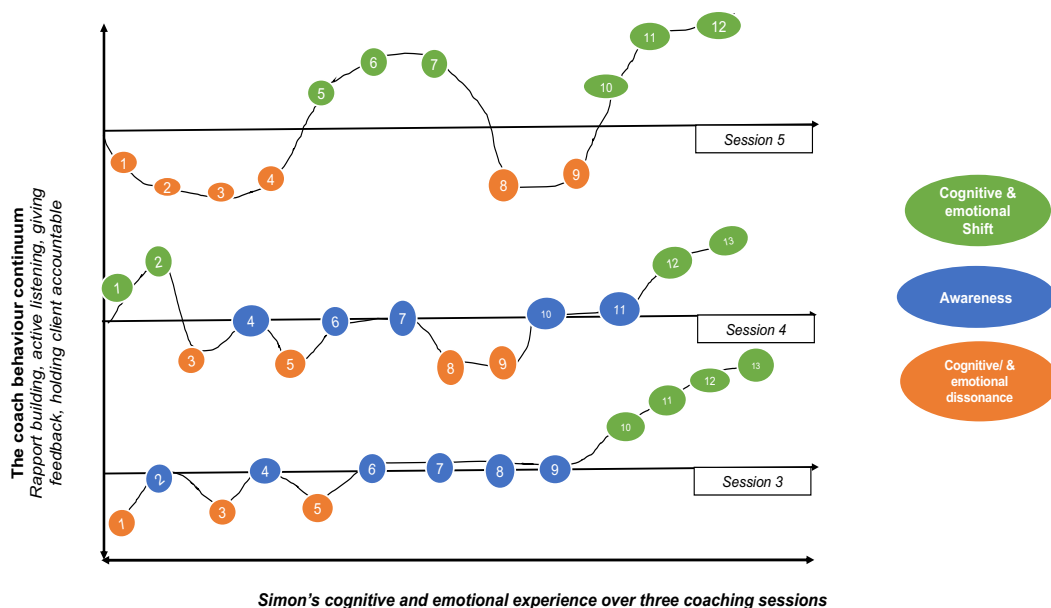 The coach behaviour continuum
Rapport building, active listening, giving
feedback, holding client accountable
1
2
3
4
5
6
7
8
9
10
11
12
Session 5
1
2
3
4
5
6
7
8
9
10
11
12
13
Session 4
1
2
3
4
5
6
7
8
9
10
11
12
13
Session 3
Cognitive &
emotional
Shift
Awareness
Cognitive/ &
emotional
dissonance
Simon's cognitive and emotional experience over three coaching sessions